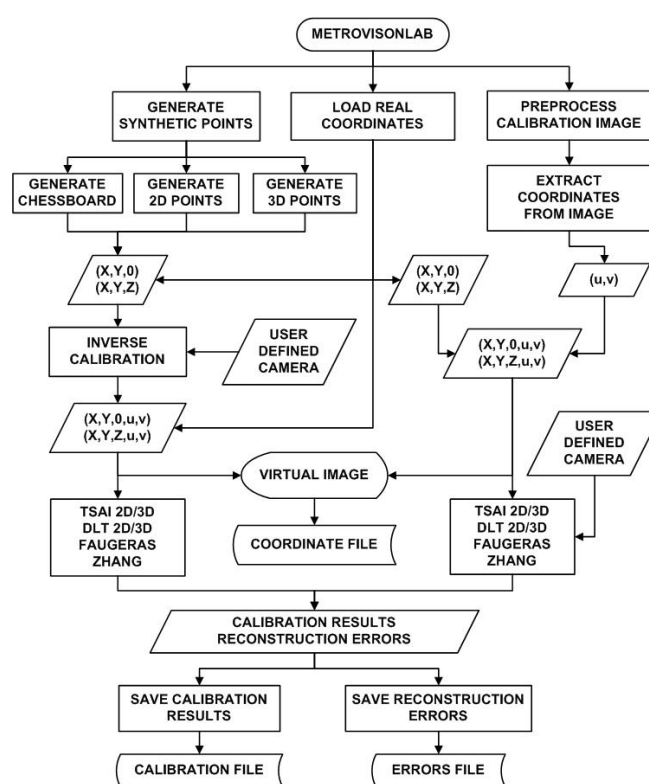 METROVISONLAB
GENERATE
SYNTHETIC POINTS
LOAD REAL
COORDINATES
PREPROCESS
CALIBRATION IMAGE
GENERATE
CHESSBOARD
GENERATE
2D POINTS
GENERATE
3D POINTS
EXTRACT
COORDINATES
FROM IMAGE
(X,Y,0)
(X,Y,Z)
(X,Y,0)
(X,Y,Z)
(u,v)
INVERSE
CALIBRATION
USER
DEFINED
CAMERA
(X,Y,0,u,v)
(X,Y,Z,u,v)
(X,Y,0,u,v)
(X,Y,Z,u,v)
USER
DEFINED
CAMERA
VIRTUAL IMAGE
TSAI 2D/3D
DLT 2D/3D
FAUGERAS
ZHANG
COORDINATE FILE
TSAI 2D/3D
DLT 2D/3D
FAUGERAS
ZHANG
CALIBRATION RESULTS
RECONSTRUCTION ERRORS
SAVE CALIBRATION
RESULTS
SAVE RECONSTRUCTION
ERRORS
CALIBRATION FILE
ERRORS FILE